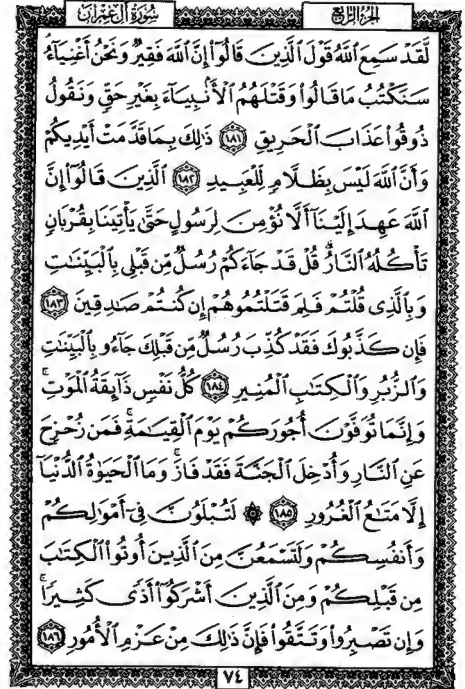 الجزء الرابع
سورة آل عمران
لَّقَدْ سَمِعَ ٱللَّهُ قَوْلَ ٱلَّذِينَ قَالُوٓا۟ إِنَّ ٱللَّهَ فَقِيرٌ وَنَحْنُ أَغْنِيَآءُ
سَنَكْتُبُ مَا قَالُوا۟ وَقَتْلَهُمُ ٱلْأَنۢبِيَآءَ بِغَيْرِ حَقٍّ وَنَقُولُ
ذُوقُوا۟ عَذَابَ ٱلْحَرِيقِ ١٨١ ذَٰلِكَ بِمَا قَدَّمَتْ أَيْدِيكُمْ
وَأَنَّ ٱللَّهَ لَيْسَ بِظَلَّامٍ لِّلْعَبِيدِ ١٨٢ ٱلَّذِينَ قَالُوٓا۟ إِنَّ
ٱللَّهَ عَهِدَ إِلَيْنَآ أَلَّا نُؤْمِنَ لِرَسُولٍ حَتَّىٰ يَأْتِيَنَا بِقُرْبَانٍ
تَأْكُلُهُ ٱلنَّارُ ۗ قُلْ قَدْ جَآءَكُمْ رُسُلٌ مِّن قَبْلِى بِٱلْبَيِّنَٰتِ
وَبِٱلَّذِى قُلْتُمْ فَلِمَ قَتَلْتُمُوهُمْ إِن كُنتُمْ صَٰدِقِينَ ١٨٣
فَإِن كَذَّبُوكَ فَقَدْ كُذِّبَ رُسُلٌ مِّن قَبْلِكَ جَآءُو بِٱلْبَيِّنَٰتِ
وَٱلزُّبُرِ وَٱلْكِتَٰبِ ٱلْمُنِيرِ ١٨٤ كُلُّ نَفْسٍ ذَآئِقَةُ ٱلْمَوْتِ ۗ
وَإِنَّمَا تُوَفَّوْنَ أُجُورَكُمْ يَوْمَ ٱلْقِيَٰمَةِ ۖ فَمَن زُحْزِحَ
عَنِ ٱلنَّارِ وَأُدْخِلَ ٱلْجَنَّةَ فَقَدْ فَازَ ۗ وَمَا ٱلْحَيَوٰةُ ٱلدُّنْيَآ
إِلَّا مَتَٰعُ ٱلْغُرُورِ ١٨٥ ۞ لَتُبْلَوُنَّ فِىٓ أَمْوَٰلِكُمْ
وَأَنفُسِكُمْ وَلَتَسْمَعُنَّ مِنَ ٱلَّذِينَ أُوتُوا۟ ٱلْكِتَٰبَ
مِن قَبْلِكُمْ وَمِنَ ٱلَّذِينَ أَشْرَكُوٓا۟ أَذًى كَثِيرًا ۚ
وَإِن تَصْبِرُوا۟ وَتَتَّقُوا۟ فَإِنَّ ذَٰلِكَ مِنْ عَزْمِ ٱلْأُمُورِ ١٨٦
٧٤